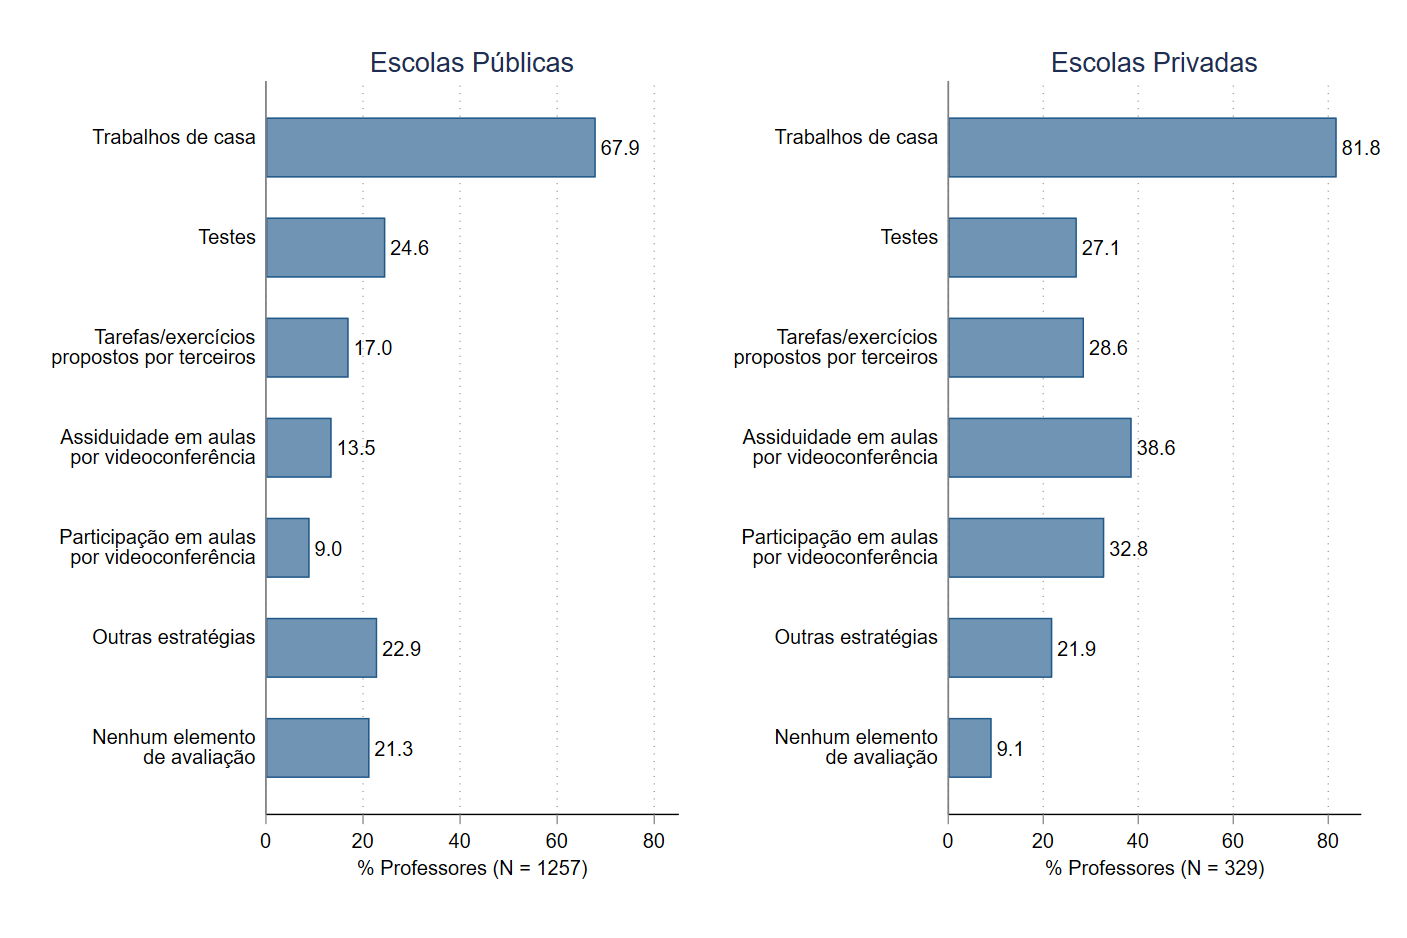 Escolas Públicas
Trabalhos de casa
67.9
Testes
24.6
Tarefas/exercícios
propostos por terceiros
17.0
Assiduidade em aulas
por videoconferência
13.5
Participação em aulas
por videoconferência
9.0
Outras estratégias
22.9
Nenhum elemento
de avaliação
21.3
0 20 40 60 80
% Professores (N = 1257)
Escolas Privadas
Trabalhos de casa
81.8
Testes
27.1
Tarefas/exercícios
propostos por terceiros
28.6
Assiduidade em aulas
por videoconferência
38.6
Participação em aulas
por videoconferência
32.8
Outras estratégias
21.9
Nenhum elemento
de avaliação
9.1
0 20 40 60 80
% Professores (N = 329)